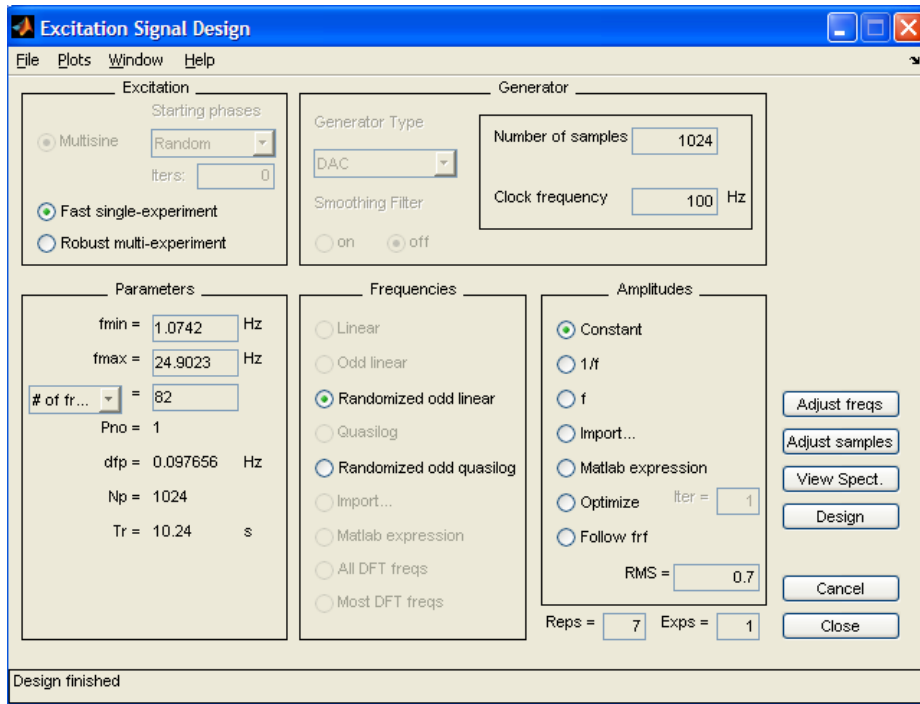 Excitation Signal Design
File Plots Window Help
Excitation
Starting phases
Multisine
Random
Iters: 0
Fast single-experiment
Robust multi-experiment
Generator
Generator Type
DAC
Smoothing Filter
on off
Number of samples 1024
Clock frequency 100 Hz
Parameters
fmin = 1.0742 Hz
fmax = 24.9023 Hz
# of fr... = 82
Pno = 1
dfp = 0.097656 Hz
Np = 1024
Tr = 10.24 s
Frequencies
Linear
Odd linear
Randomized odd linear
Quasilog
Randomized odd quasilog
Import...
Matlab expression
All DFT freqs
Most DFT freqs
Amplitudes
Constant
1/f
f
Import...
Matlab expression
Optimize Iter = 1
Follow frf
RMS = 0.7
Reps = 7 Exps = 1
Adjust freqs
Adjust samples
View Spect.
Design
Cancel
Close
Design finished